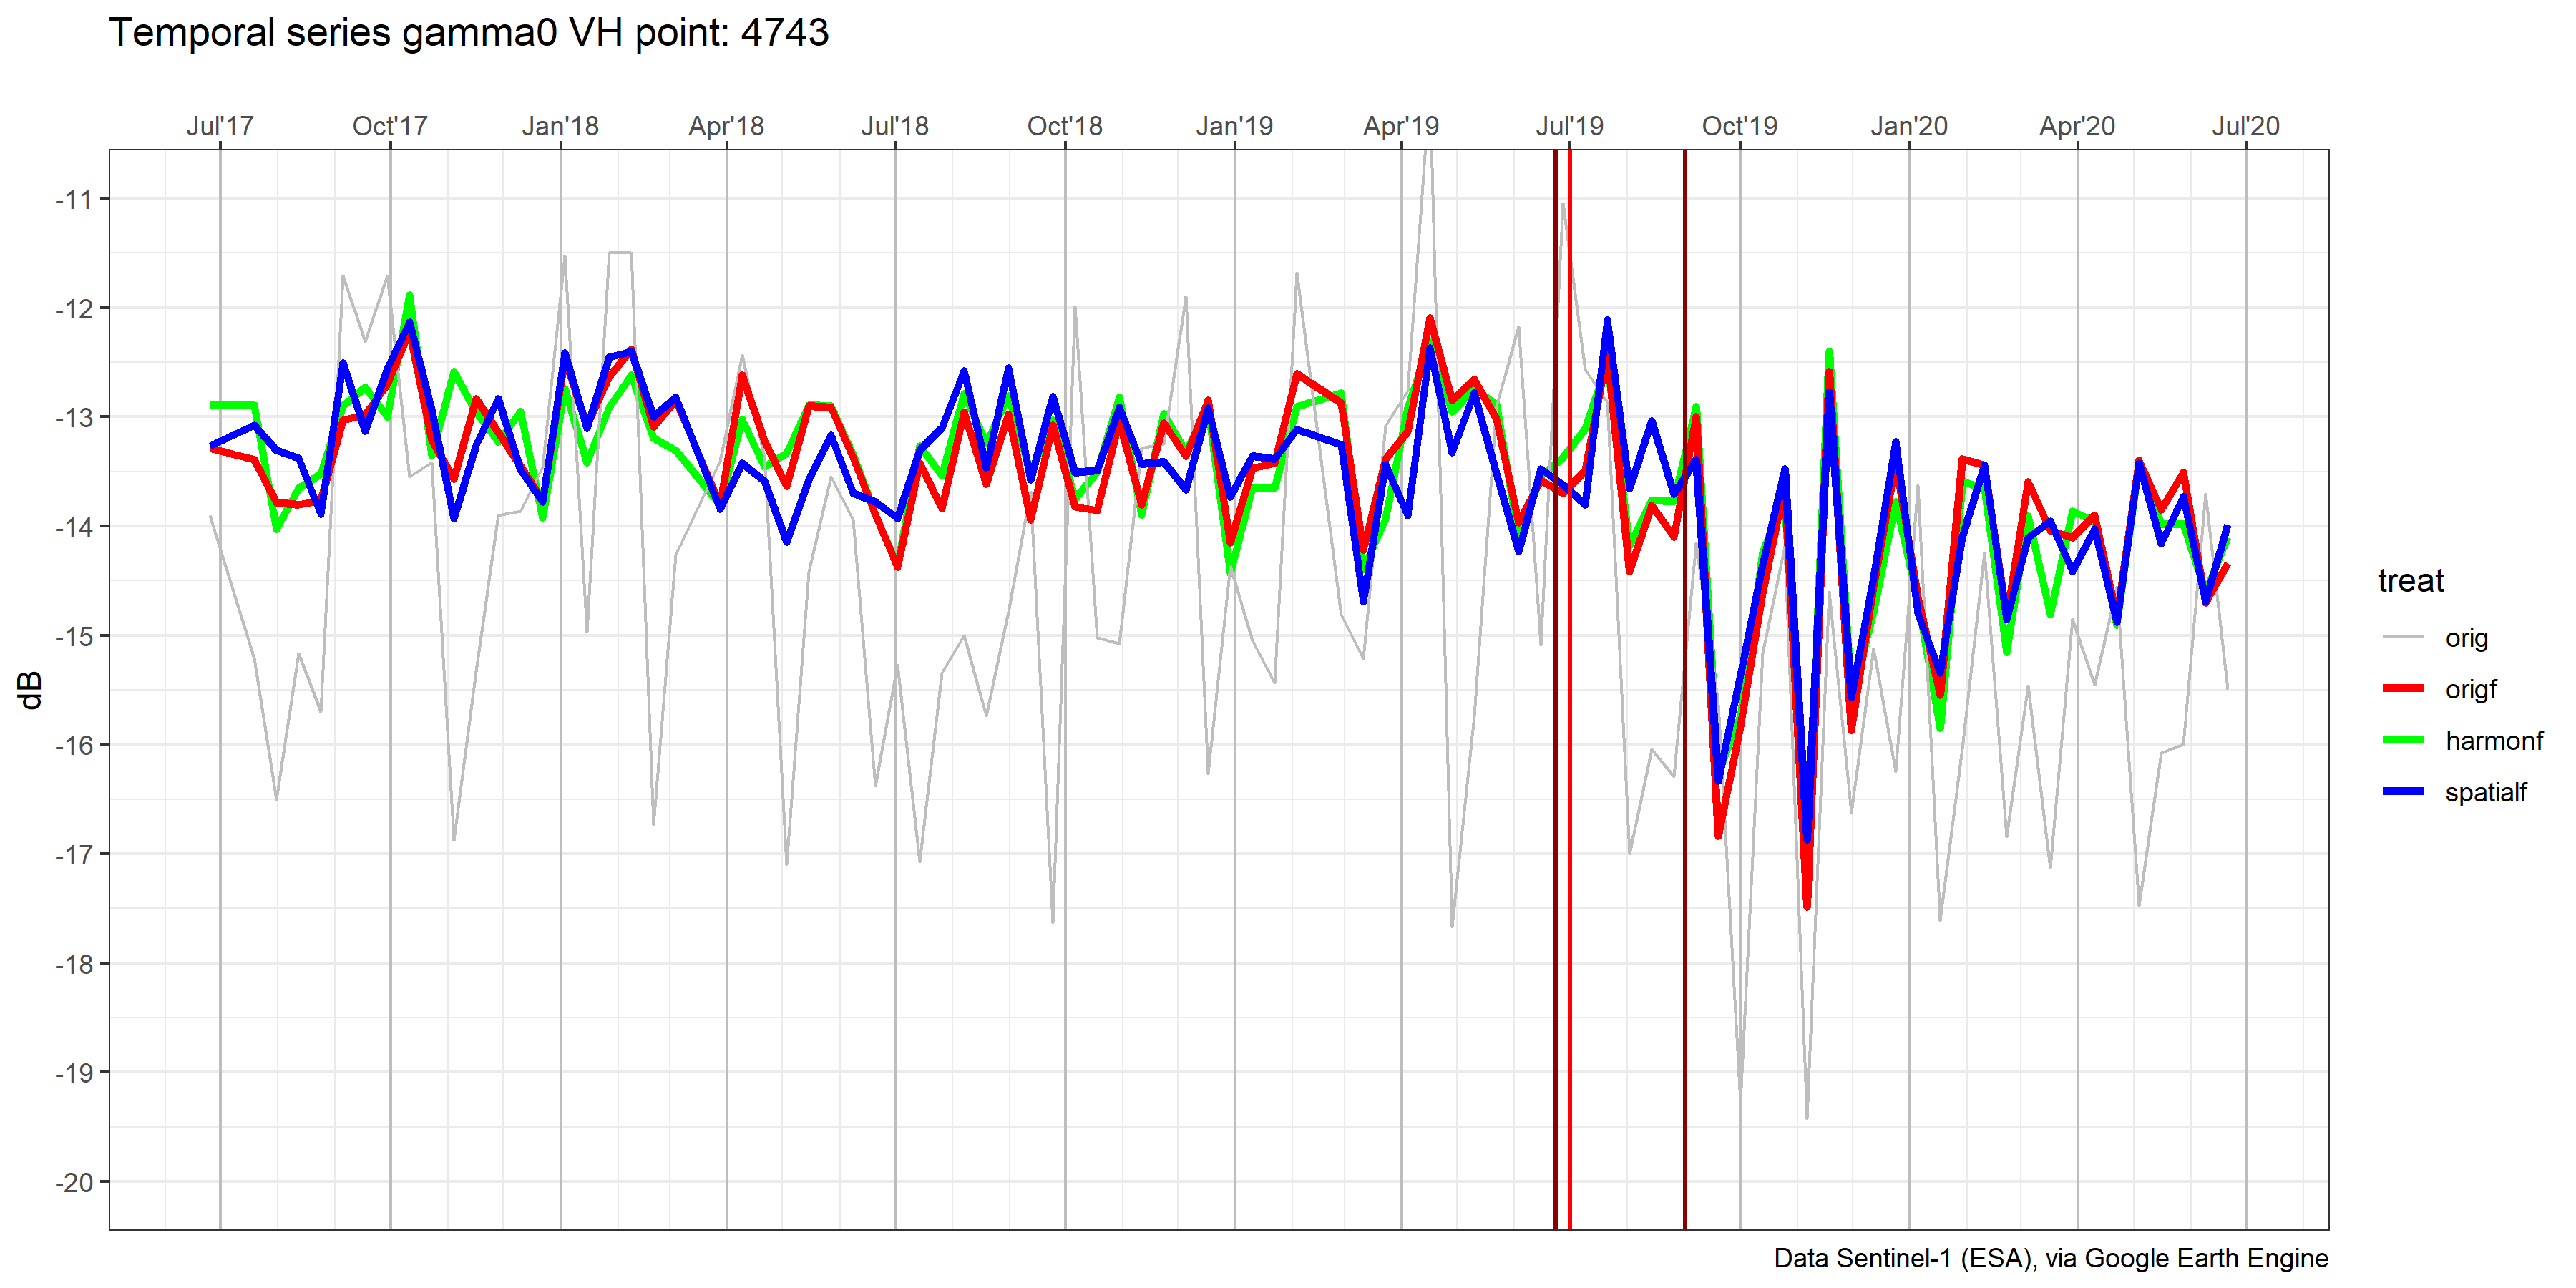 Temporal series gamma0 VH point: 4743
Jul'17 Oct'17 Jan'18 Apr'18 Jul'18 Oct'18 Jan'19 Apr'19 Jul'19 Oct'19 Jan'20 Apr'20 Jul'20
-11
-12
-13
-14
-15
-16
-17
-18
-19
-20
dB
treat
orig
origf
harmonf
spatialf
Data Sentinel-1 (ESA), via Google Earth Engine